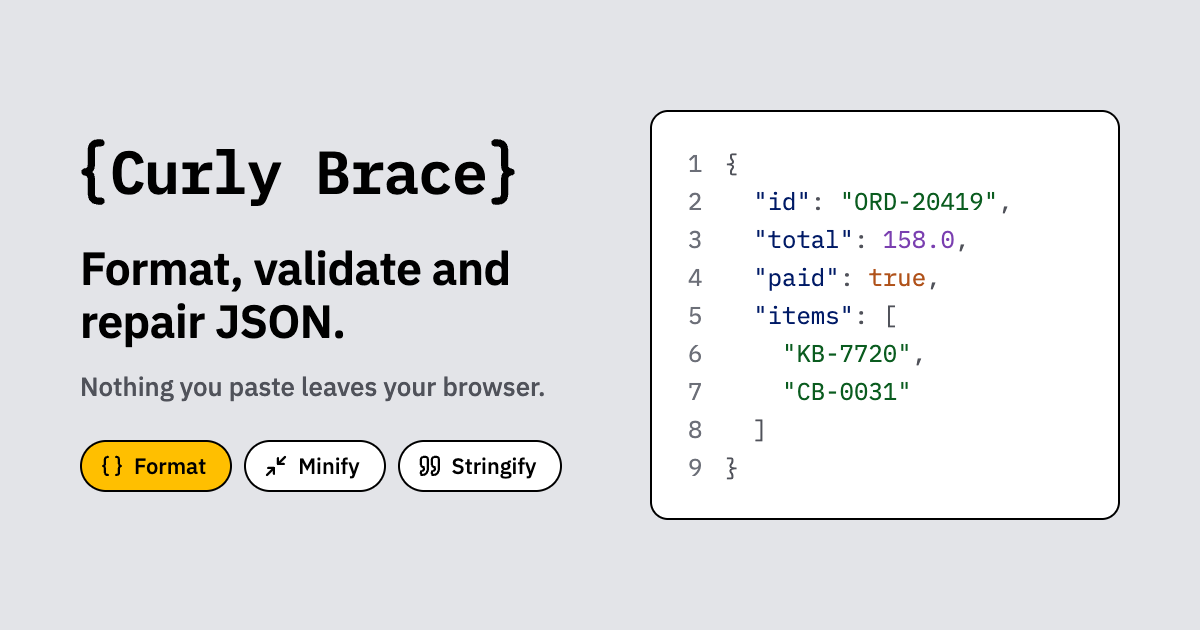 {Curly Brace}
Format, validate and
repair JSON.
Nothing you paste leaves your browser.
{} Format
Minify
Stringify
1 {
2   "id": "ORD-20419",
3   "total": 158.0,
4   "paid": true,
5   "items": [
6     "KB-7720",
7     "CB-0031"
8   ]
9 }